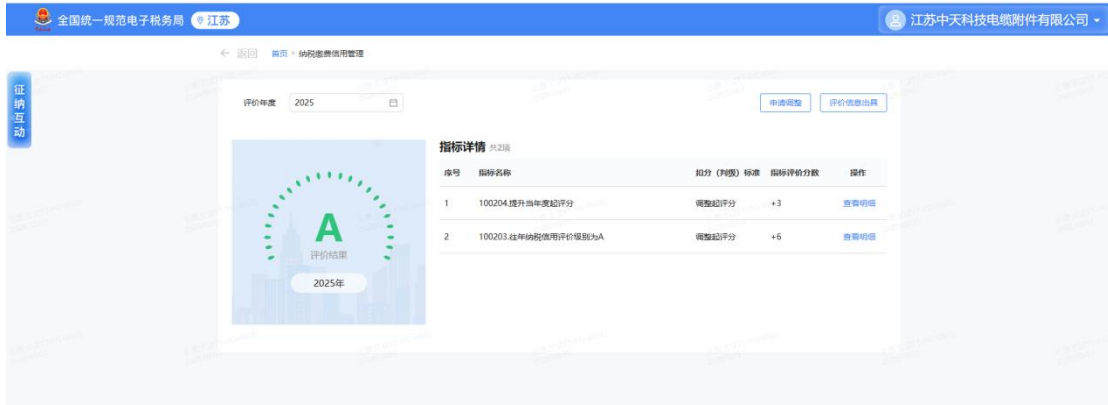 全国统一规范电子税务局 江苏 江苏中天科技电缆附件有限公司
← 返回 首页 › 纳税缴费信用管理
征纳互动
评价年度 2025 申请调整 评价信息出具
指标详情 共2项
序号 指标名称 扣分（判级）标准 指标评价分数 操作
1 100204.提升当年度起评分 调整起评分 +3 查看明细
2 100203.往年纳税信用评价级别为A 调整起评分 +6 查看明细
A
评价结果
2025年